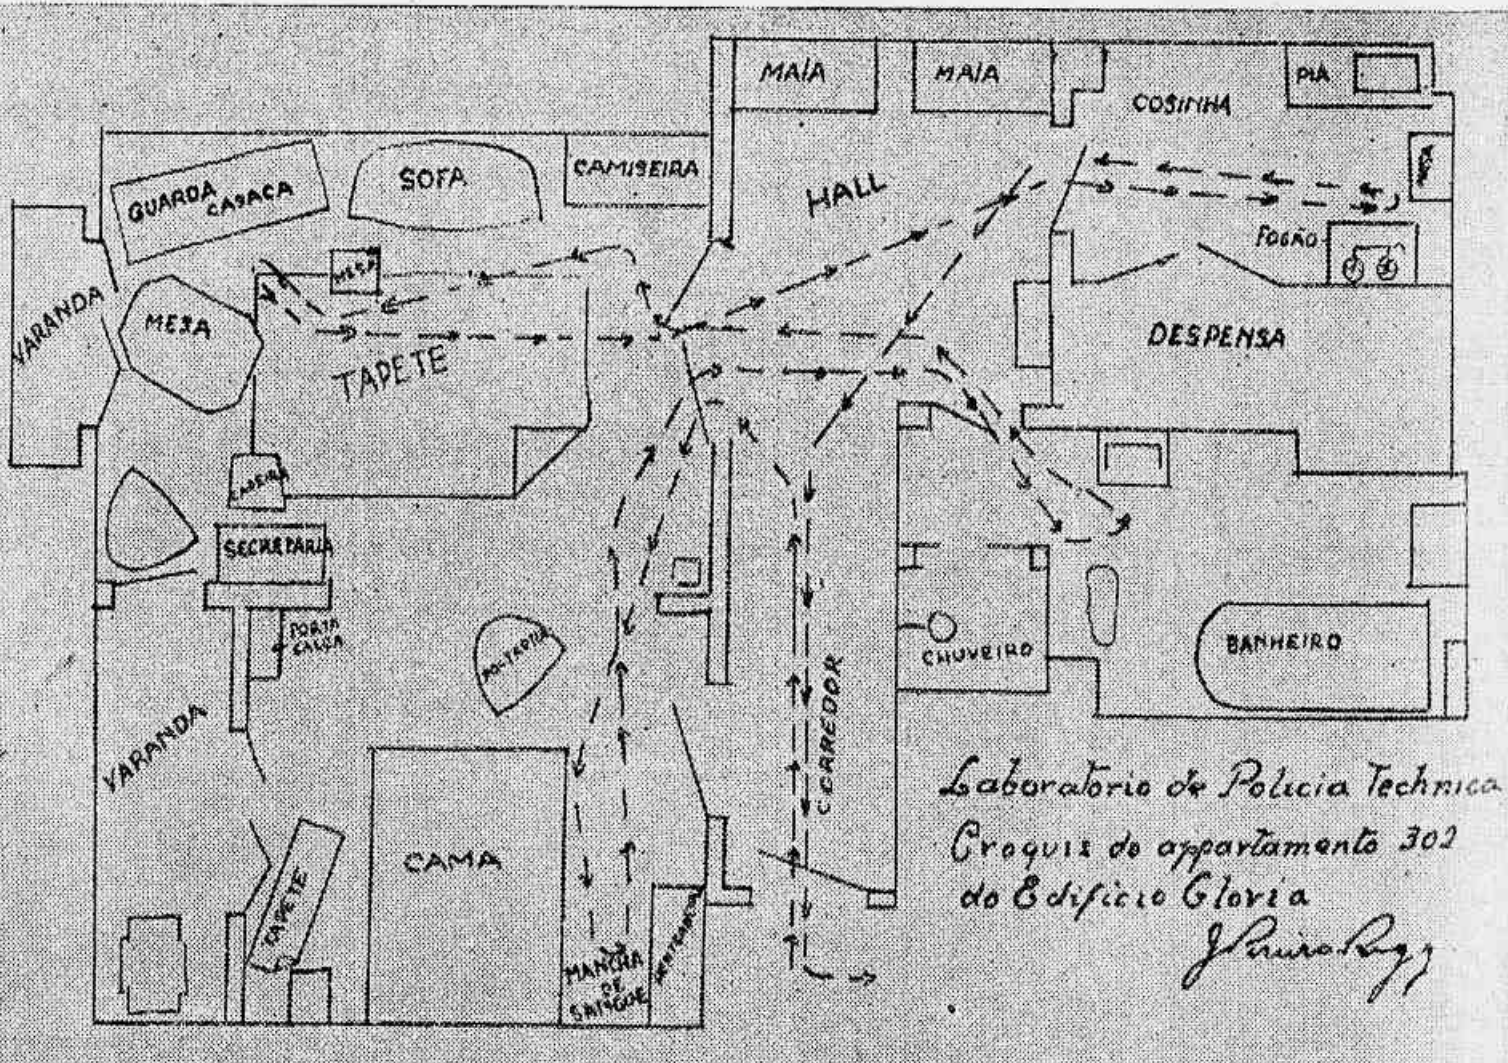 MALA
MALA
COSINHA
PIA
GUARDA
CASACA
SOFA
CAMISEIRA
HALL
MESA
FOGÃO
VARANDA
MESA
TAPETE
DESPENSA
CADEIRA
SECRETARIA
PORTA
CALÇA
POLTRONA
CHUVEIRO
BANHEIRO
VARANDA
CORREDOR
CAMA
TAPETE
MANCHA
DE
SANGUE
Laboratorio de Policia Technica
Croquis do appartamento 302
do Edificio Gloria